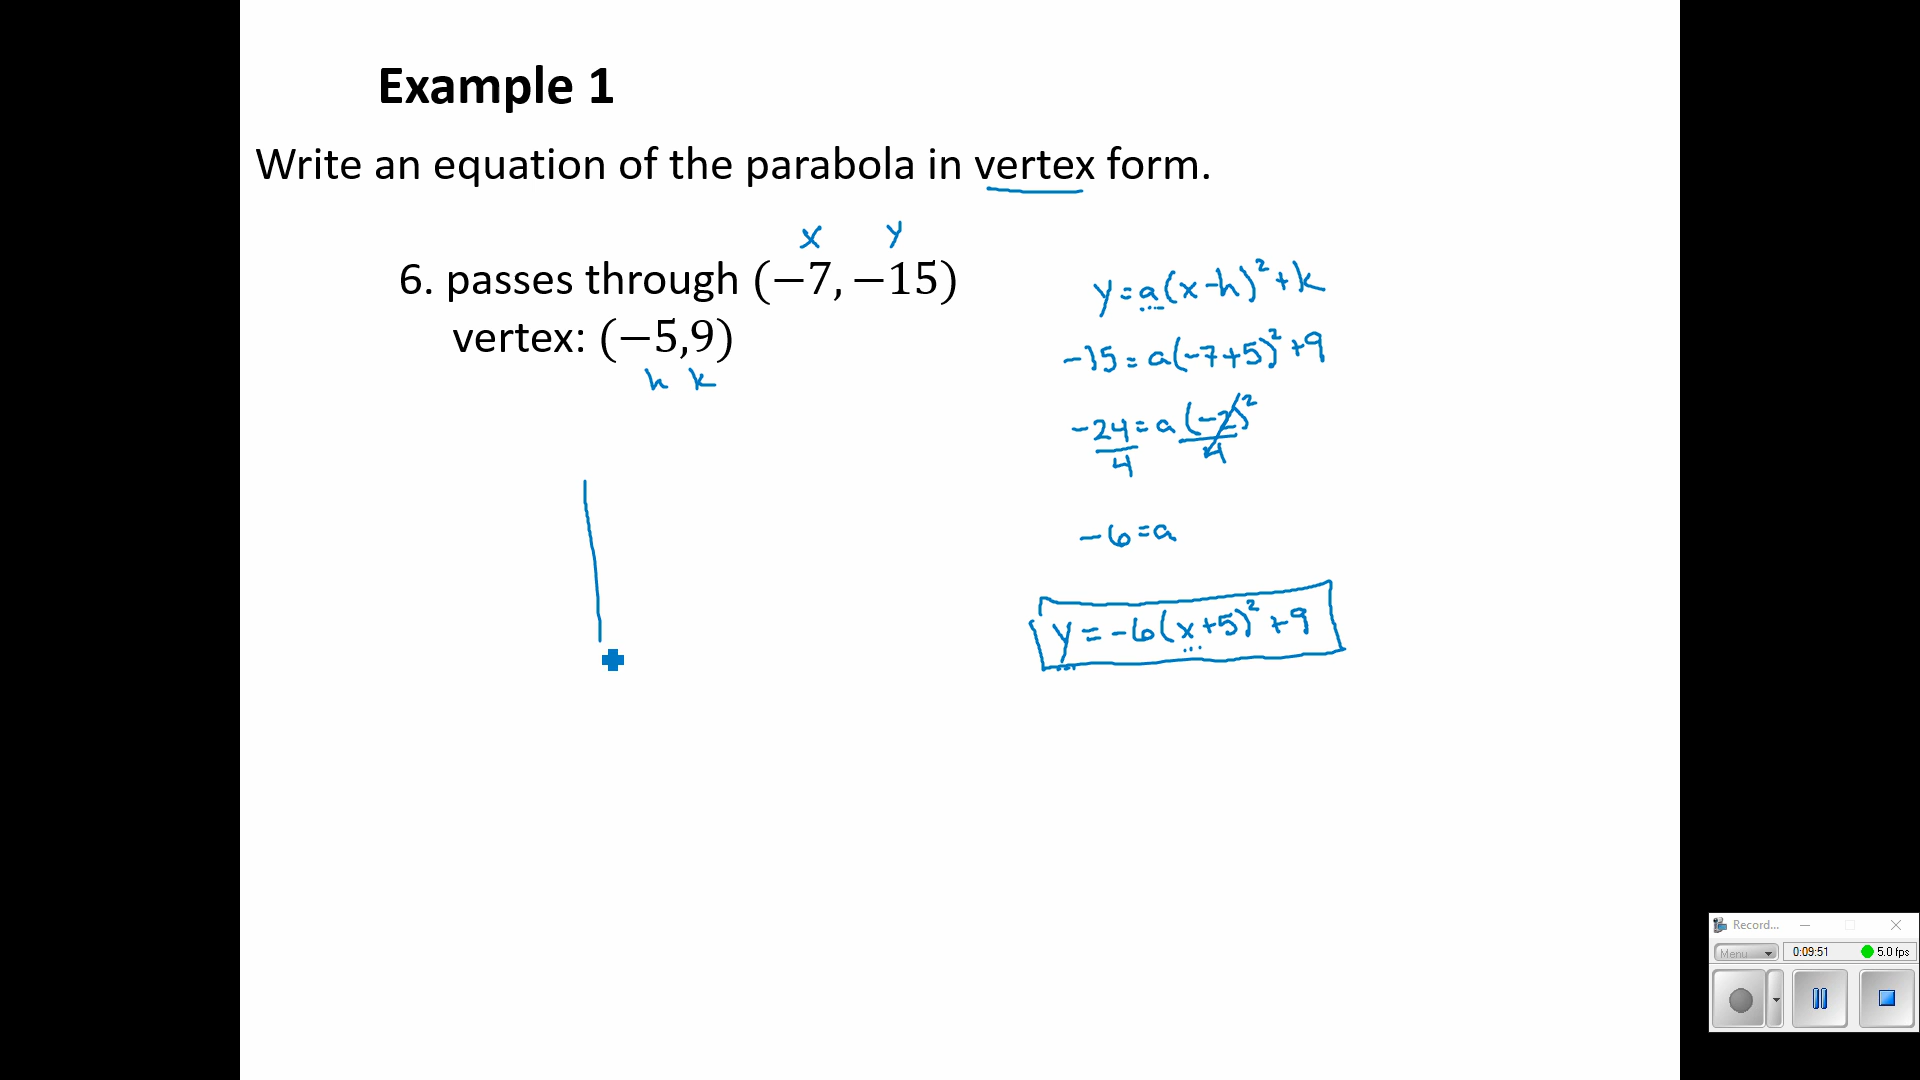 Example 1
Write an equation of the parabola in vertex form.
x y
6. passes through (−7, −15)
vertex: (−5,9)
h k
y = a(x-h)² + k
-15 = a(-7+5)² + 9
-24 = a(-2)²
4 4
-6 = a
y = -6(x+5)² + 9
Record...
Menu 0:09:51 5.0 fps